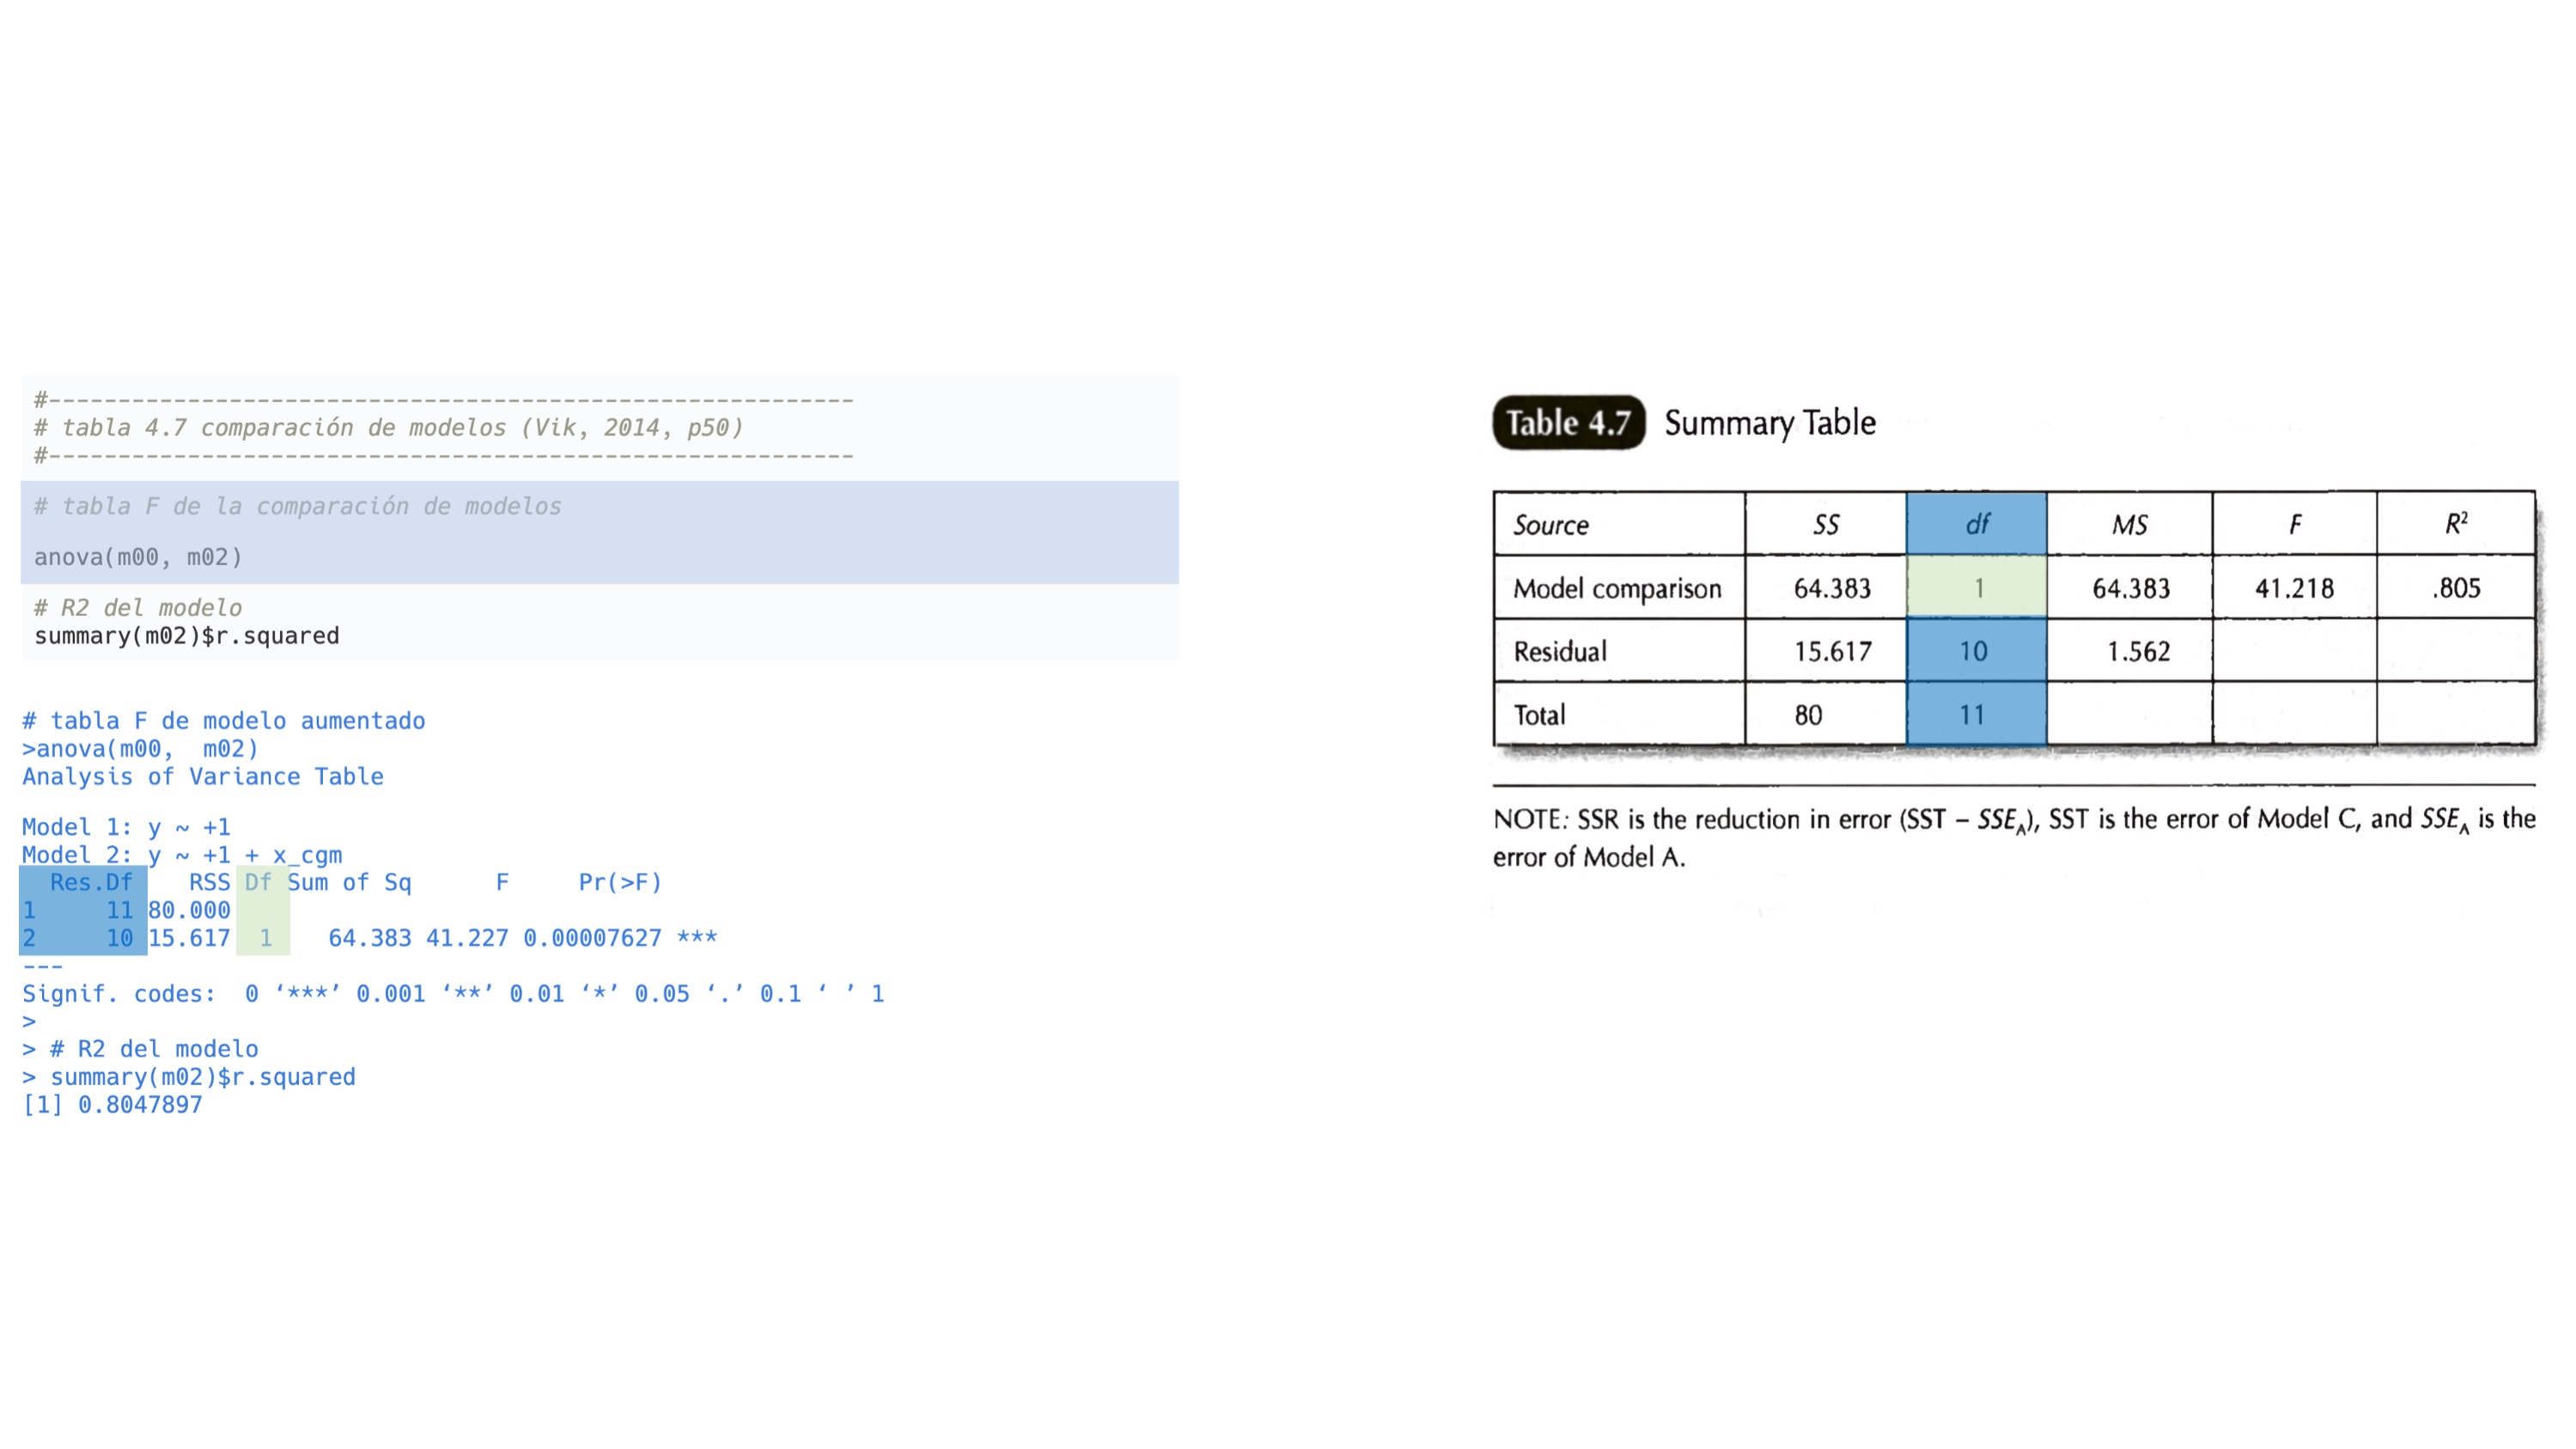 #----------------------------------------------------------
# tabla 4.7 comparación de modelos (Vik, 2014, p50)
#----------------------------------------------------------
# tabla F de la comparación de modelos
anova(m00, m02)
# R2 del modelo
summary(m02)$r.squared
# tabla F de modelo aumentado
>anova(m00,  m02)
Analysis of Variance Table
Model 1: y ~ +1
Model 2: y ~ +1 + x_cgm
Res.Df RSS Df Sum of Sq F Pr(>F)
1 11 80.000
2 10 15.617 1 64.383 41.227 0.00007627 ***
---
Signif. codes:  0 ‘***’ 0.001 ‘**’ 0.01 ‘*’ 0.05 ‘.’ 0.1 ‘ ’ 1
>
> # R2 del modelo
> summary(m02)$r.squared
[1] 0.8047897
Table 4.7 Summary Table
Source SS df MS F R²
Model comparison 64.383 1 64.383 41.218 .805
Residual 15.617 10 1.562
Total 80 11
NOTE: SSR is the reduction in error (SST – SSE_A), SST is the error of Model C, and SSE_A is the
error of Model A.